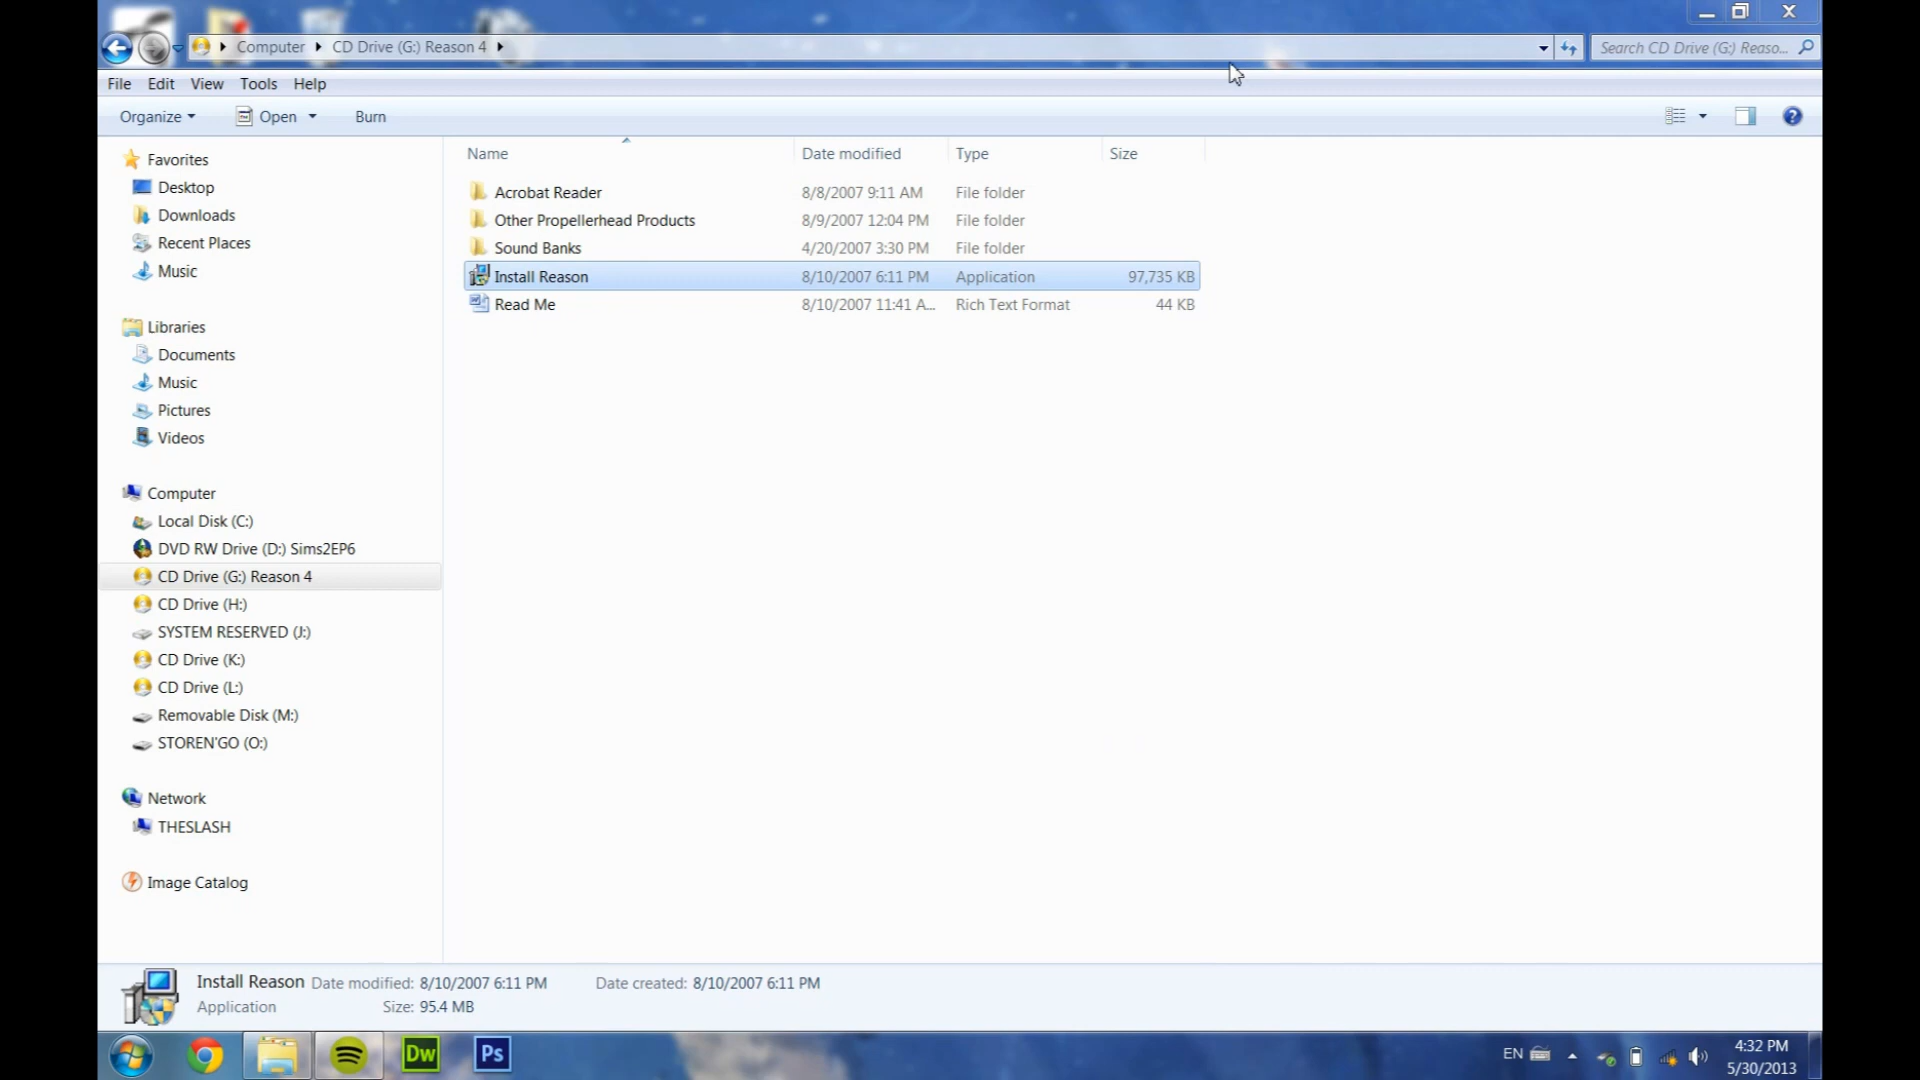 Computer CD Drive (G:) Reason 4 Search CD Drive (G:) Reaso...
File Edit View Tools Help
Organize Open Burn
Name Date modified Type Size
Acrobat Reader 8/8/2007 9:11 AM File folder
Other Propellerhead Products 8/9/2007 12:04 PM File folder
Sound Banks 4/20/2007 3:30 PM File folder
Install Reason 8/10/2007 6:11 PM Application 97,735 KB
Read Me 8/10/2007 11:41 A... Rich Text Format 44 KB
Favorites
Desktop
Downloads
Recent Places
Music
Libraries
Documents
Music
Pictures
Videos
Computer
Local Disk (C:)
DVD RW Drive (D:) Sims2EP6
CD Drive (G:) Reason 4
CD Drive (H:)
SYSTEM RESERVED (J:)
CD Drive (K:)
CD Drive (L:)
Removable Disk (M:)
STOREN'GO (O:)
Network
THESLASH
Image Catalog
Install Reason Date modified: 8/10/2007 6:11 PM Date created: 8/10/2007 6:11 PM
Application Size: 95.4 MB
Dw Ps EN 4:32 PM
5/30/2013